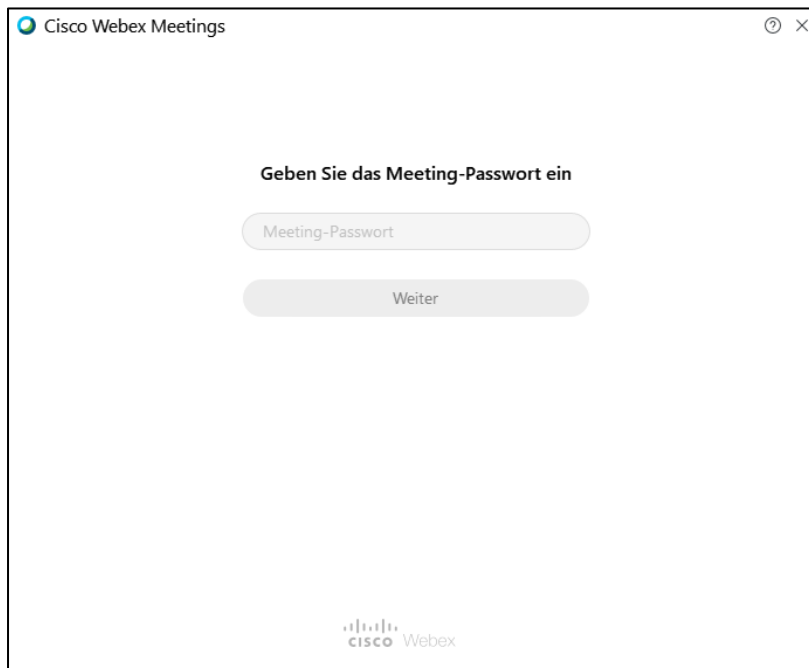 Cisco Webex Meetings
Geben Sie das Meeting-Passwort ein
Meeting-Passwort
Weiter
CISCO Webex